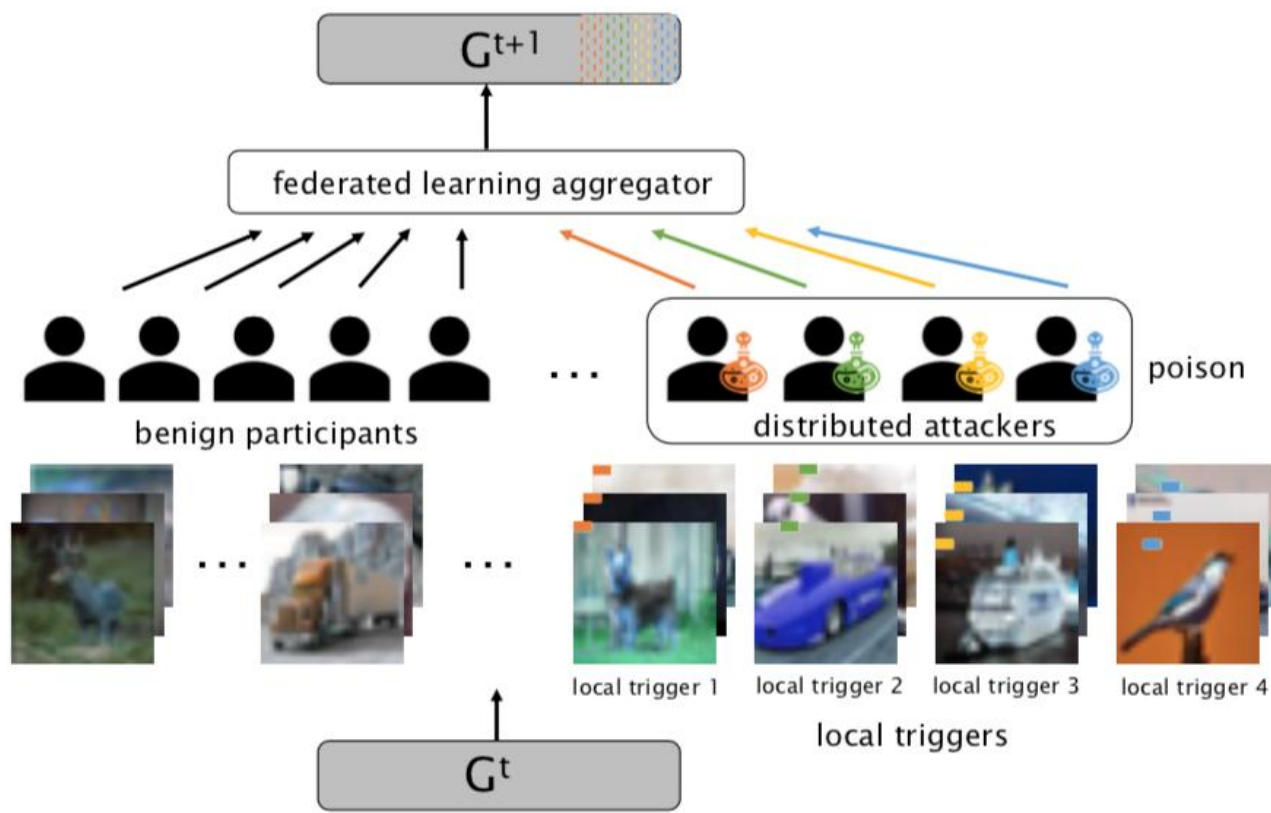 G^{t+1}
federated learning aggregator
...
poison
benign participants
distributed attackers
...
...
local trigger 1
local trigger 2
local trigger 3
local trigger 4
local triggers
G^t